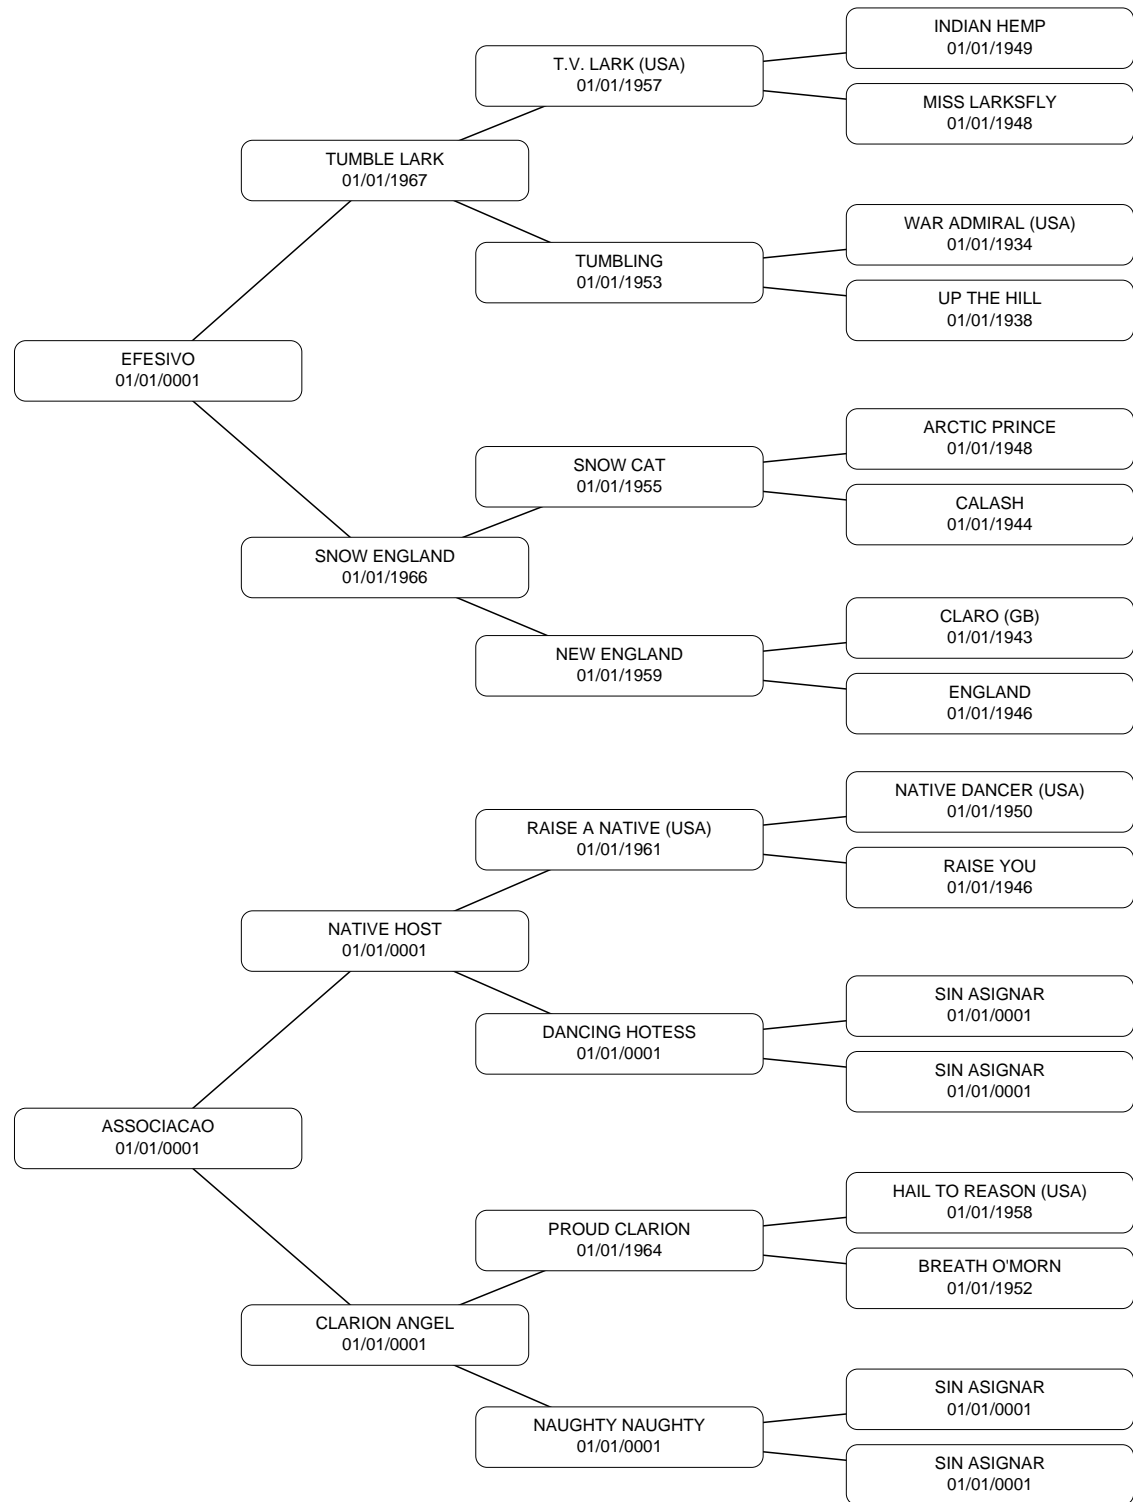 INDIAN HEMP
01/01/1949
T.V. LARK (USA)
01/01/1957
MISS LARKSFLY
01/01/1948
TUMBLE LARK
01/01/1967
WAR ADMIRAL (USA)
01/01/1934
TUMBLING
01/01/1953
UP THE HILL
01/01/1938
EFESIVO
01/01/0001
ARCTIC PRINCE
01/01/1948
SNOW CAT
01/01/1955
CALASH
01/01/1944
SNOW ENGLAND
01/01/1966
CLARO (GB)
01/01/1943
NEW ENGLAND
01/01/1959
ENGLAND
01/01/1946
NATIVE DANCER (USA)
01/01/1950
RAISE A NATIVE (USA)
01/01/1961
RAISE YOU
01/01/1946
NATIVE HOST
01/01/0001
SIN ASIGNAR
01/01/0001
DANCING HOTESS
01/01/0001
SIN ASIGNAR
01/01/0001
ASSOCIACAO
01/01/0001
HAIL TO REASON (USA)
01/01/1958
PROUD CLARION
01/01/1964
BREATH O'MORN
01/01/1952
CLARION ANGEL
01/01/0001
SIN ASIGNAR
01/01/0001
NAUGHTY NAUGHTY
01/01/0001
SIN ASIGNAR
01/01/0001